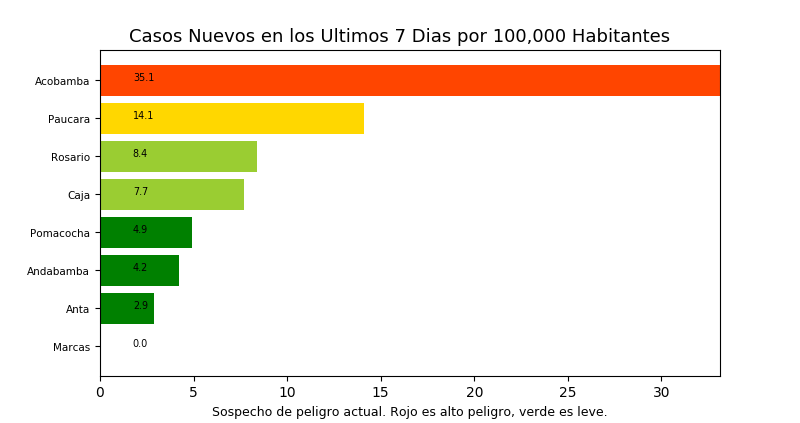 Casos Nuevos en los Ultimos 7 Dias por 100,000 Habitantes
Acobamba 35.1
Paucara 14.1
Rosario 8.4
Caja 7.7
Pomacocha 4.9
Andabamba 4.2
Anta 2.9
Marcas 0.0
0 5 10 15 20 25 30
Sospecho de peligro actual. Rojo es alto peligro, verde es leve.